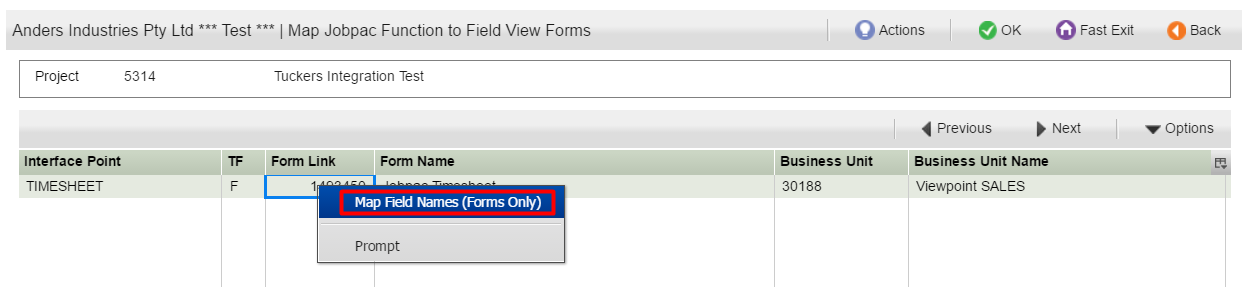 Anders Industries Pty Ltd *** Test *** | Map Jobpac Function to Field View Forms Actions OK Fast Exit Back
Project 5314 Tuckers Integration Test
Previous Next Options
Interface Point TF Form Link Form Name Business Unit Business Unit Name
TIMESHEET F Jobpac Timesheet 30188 Viewpoint SALES
Map Field Names (Forms Only)
Prompt